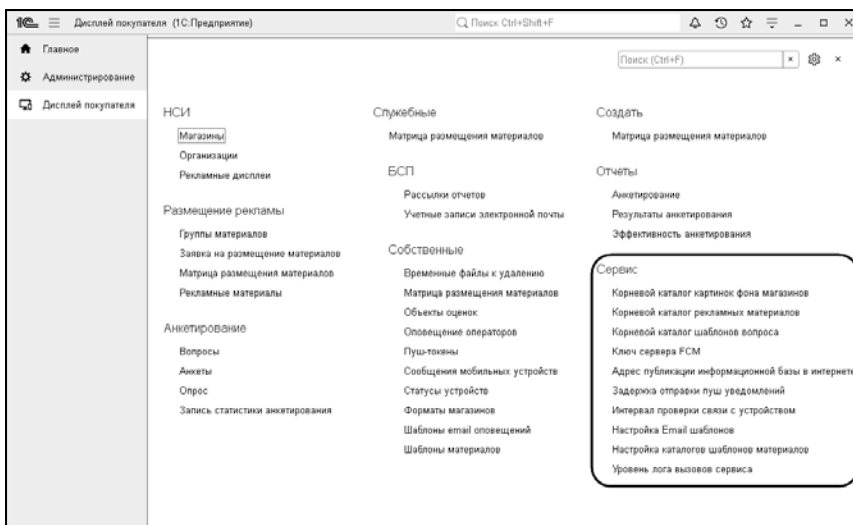 1С Дисплей покупателя (1С:Предприятие)
Поиск Ctrl+Shift+F
Главное
Администрирование
Дисплей покупателя
Поиск (Ctrl+F)
НСИ
Магазины
Организации
Рекламные дисплеи
Размещение рекламы
Группы материалов
Заявка на размещение материалов
Матрица размещения материалов
Рекламные материалы
Анкетирование
Вопросы
Анкеты
Опрос
Запись статистики анкетирования
Служебные
Матрица размещения материалов
БСП
Рассылки отчетов
Учетные записи электронной почты
Собственные
Временные файлы к удалению
Матрица размещения материалов
Объекты оценок
Оповещение операторов
Пуш-токены
Сообщения мобильных устройств
Статусы устройств
Форматы магазинов
Шаблоны email оповещений
Шаблоны материалов
Создать
Матрица размещения материалов
Отчеты
Анкетирование
Результаты анкетирования
Эффективность анкетирования
Сервис
Корневой каталог картинок фона магазинов
Корневой каталог рекламных материалов
Корневой каталог шаблонов вопроса
Ключ сервера FCM
Адрес публикации информационной базы в интернете
Задержка отправки пуш уведомлений
Интервал проверки связи с устройством
Настройка Email шаблонов
Настройка каталогов шаблонов материалов
Уровень лога вызовов сервиса